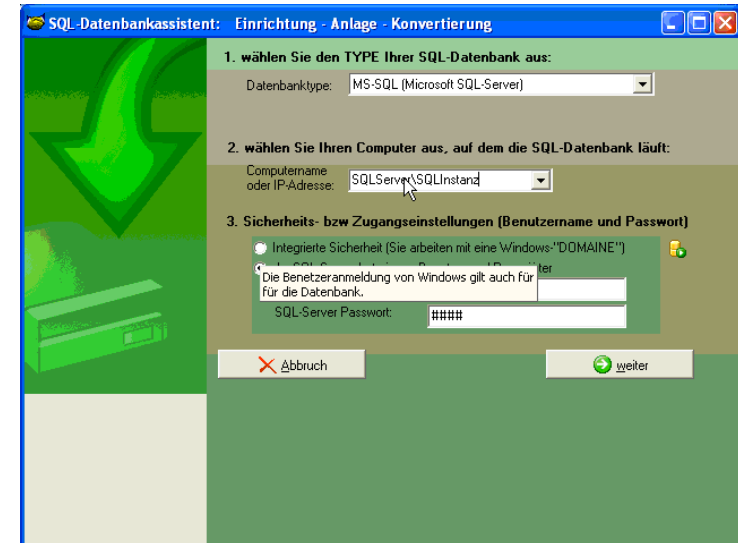 SQL-Datenbankassistent: Einrichtung - Anlage - Konvertierung
1. wählen Sie den TYPE Ihrer SQL-Datenbank aus:
Datenbanktype: MS-SQL (Microsoft SQL-Server)
2. wählen Sie Ihren Computer aus, auf dem die SQL-Datenbank läuft:
Computername
oder IP-Adresse: SQLServer\SQLInstanz
3. Sicherheits- bzw Zugangseinstellungen (Benutzername und Passwort)
Integrierte Sicherheit (Sie arbeiten mit eine Windows-"DOMAINE")
Die Benetzeranmeldung von Windows gilt auch für
für die Datenbank.
SQL-Server Passwort: ####
Abbruch weiter